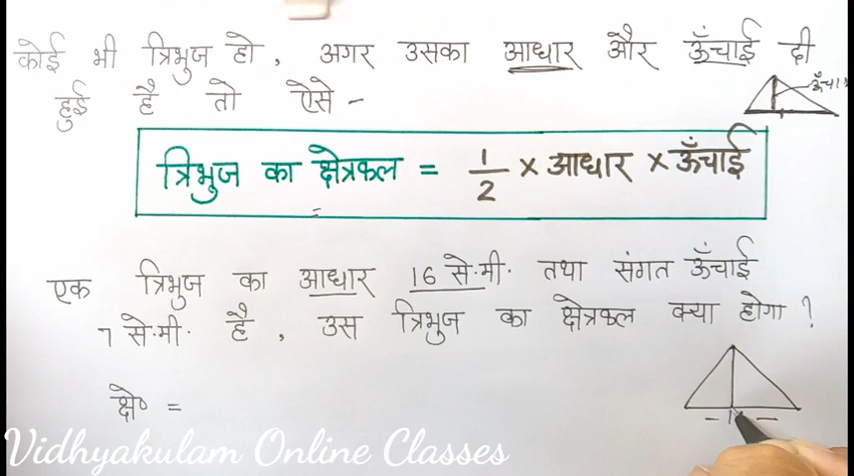 कोई भी त्रिभुज हो, अगर उसका आधार और ऊँचाई दी
हुई है तो ऐसे -
त्रिभुज का क्षेत्रफल = 1/2 × आधार × ऊँचाई
एक त्रिभुज का आधार 16 से.मी. तथा संगत ऊँचाई
7 से.मी. है, उस त्रिभुज का क्षेत्रफल क्या होगा?
क्षे॰ =
Vidhyakulam Online Classes